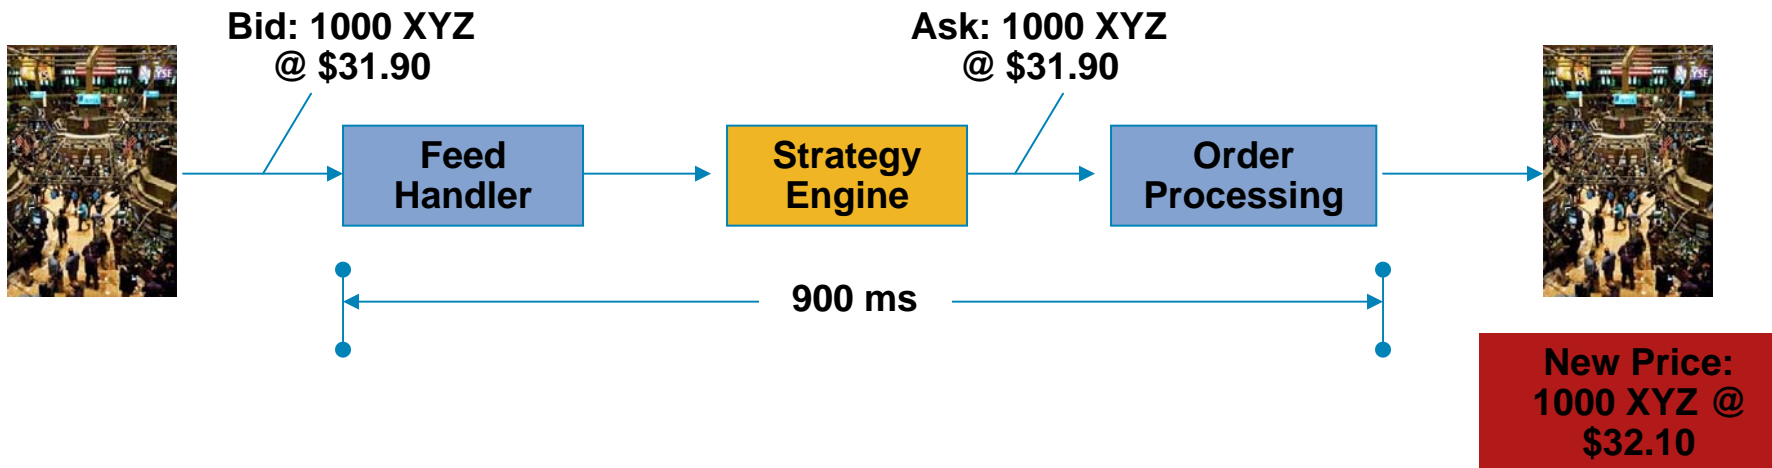 Bid: 1000 XYZ
@ $31.90
Ask: 1000 XYZ
@ $31.90
Feed
Handler
Strategy
Engine
Order
Processing
900 ms
New Price:
1000 XYZ @
$32.10